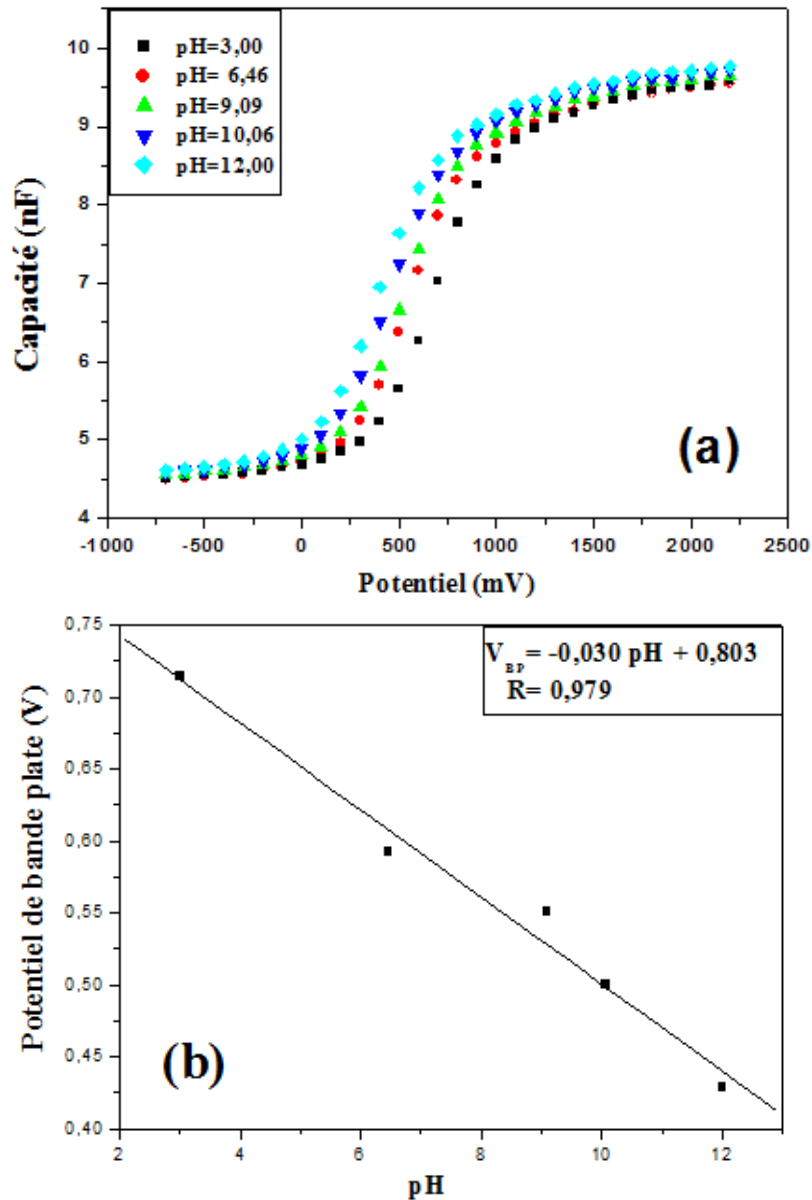 10
9
8
7
6
5
4
Capacité (nF)
pH=3,00
pH= 6,46
pH=9,09
pH=10,06
pH=12,00
(a)
-1000 -500 0 500 1000 1500 2000 2500
Potentiel (mV)
0,75
0,70
0,65
0,60
0,55
0,50
0,45
0,40
Potentiel de bande plate (V)
V_BP = -0,030 pH + 0,803
R= 0,979
(b)
2 4 6 8 10 12
pH